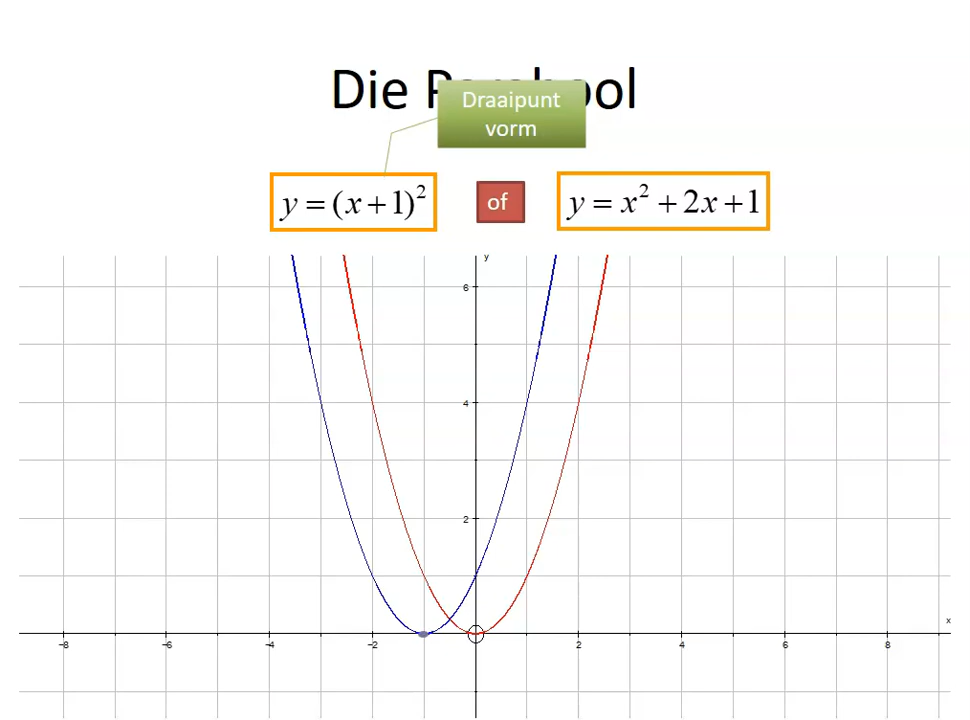 Die Parabool
Draaipunt
vorm
y = (x + 1)²
of
y = x² + 2x + 1
y
6
4
2
x
-8 -6 -4 -2 2 4 6 8